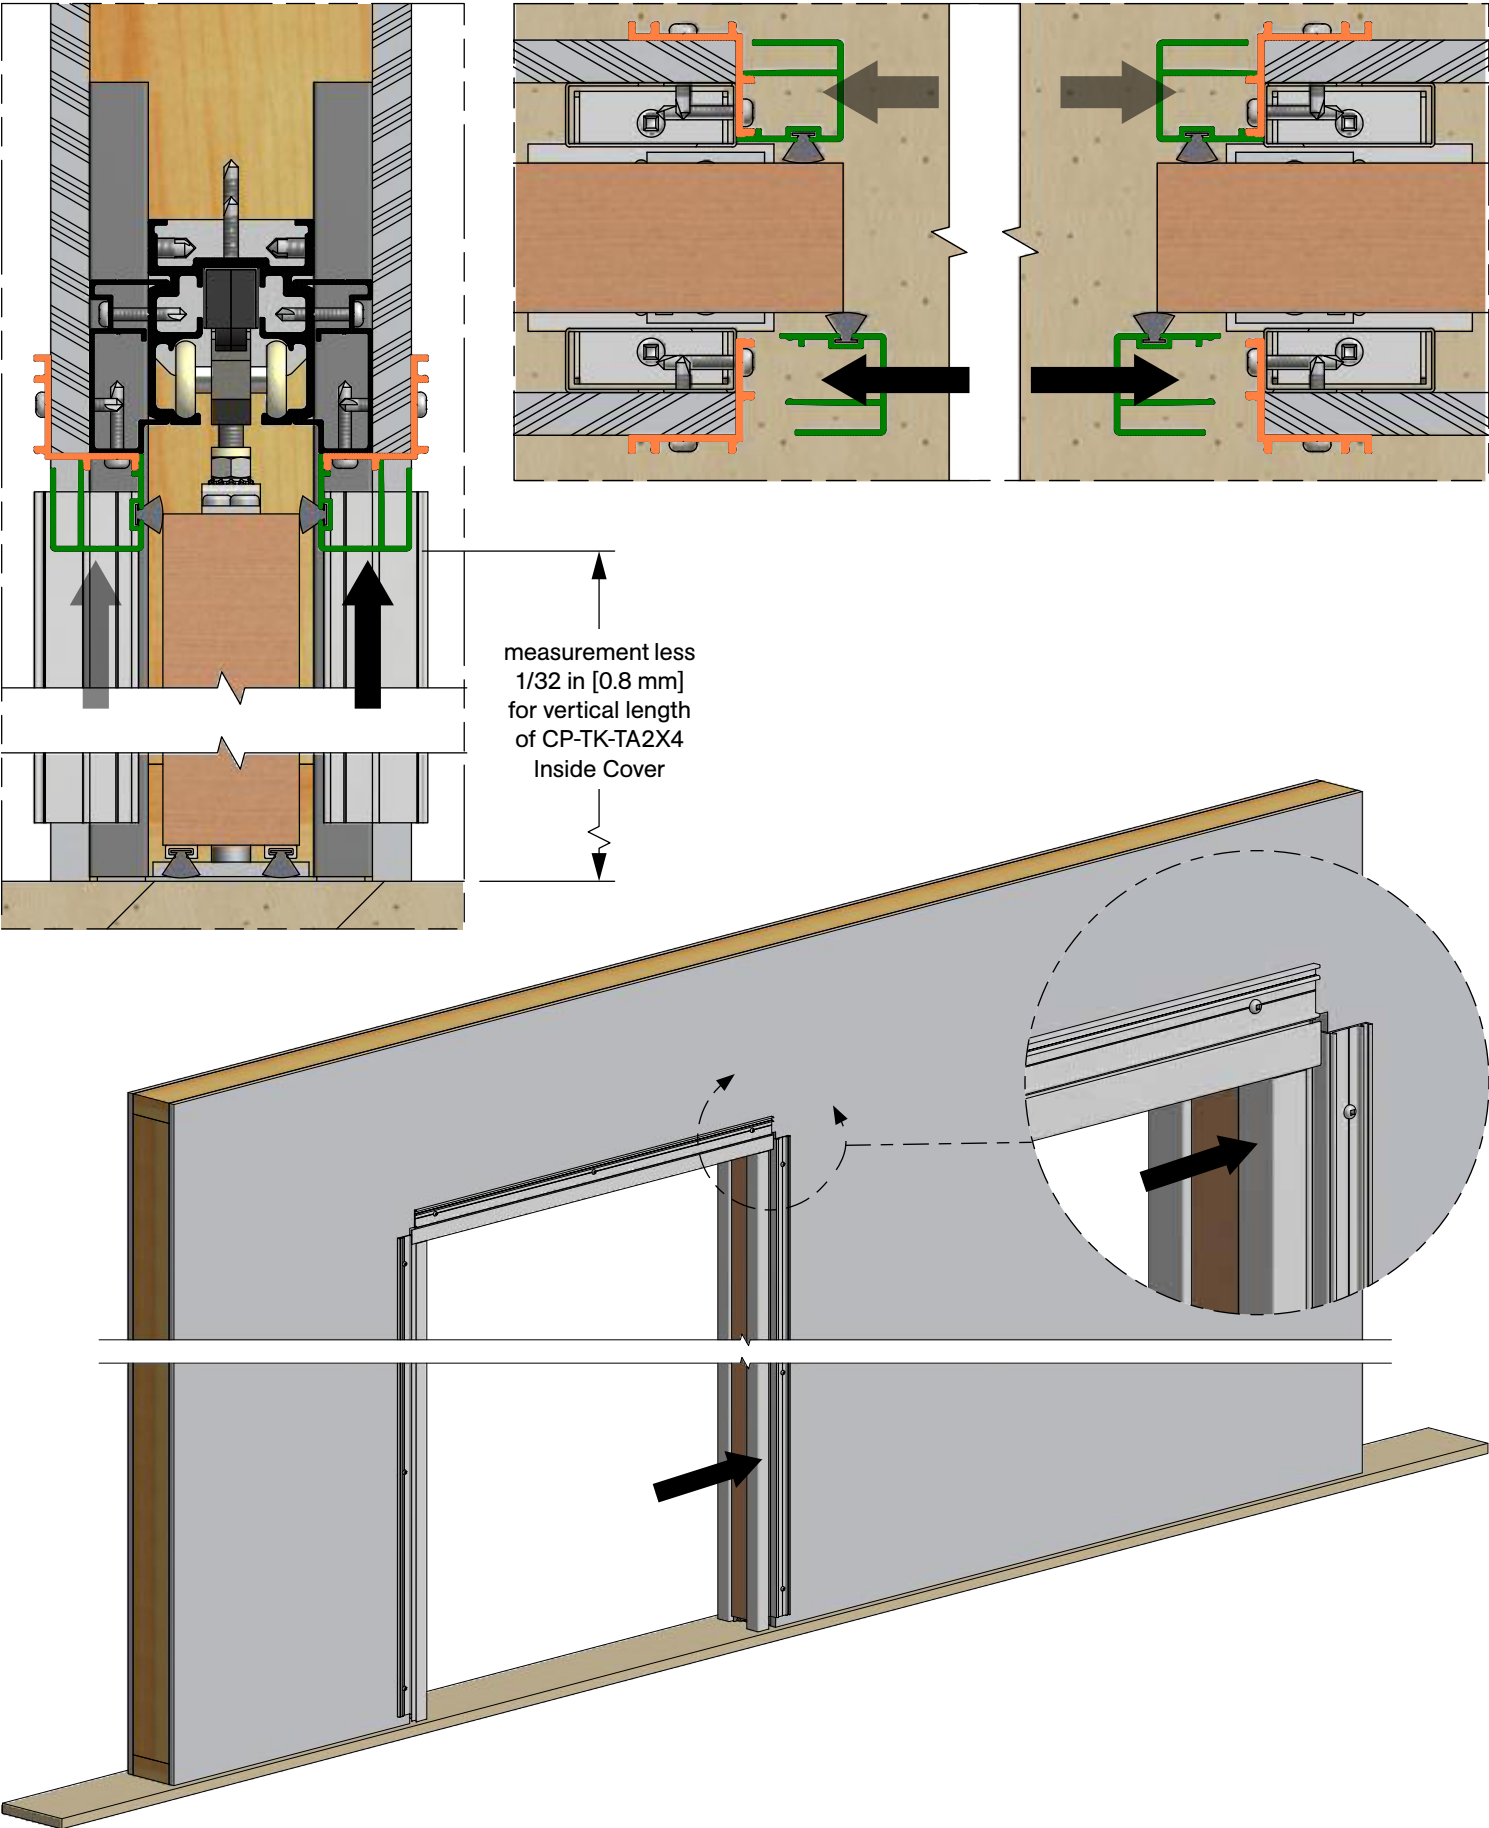 measurement less
1/32 in [0.8 mm]
for vertical length
of CP-TK-TA2X4
Inside Cover